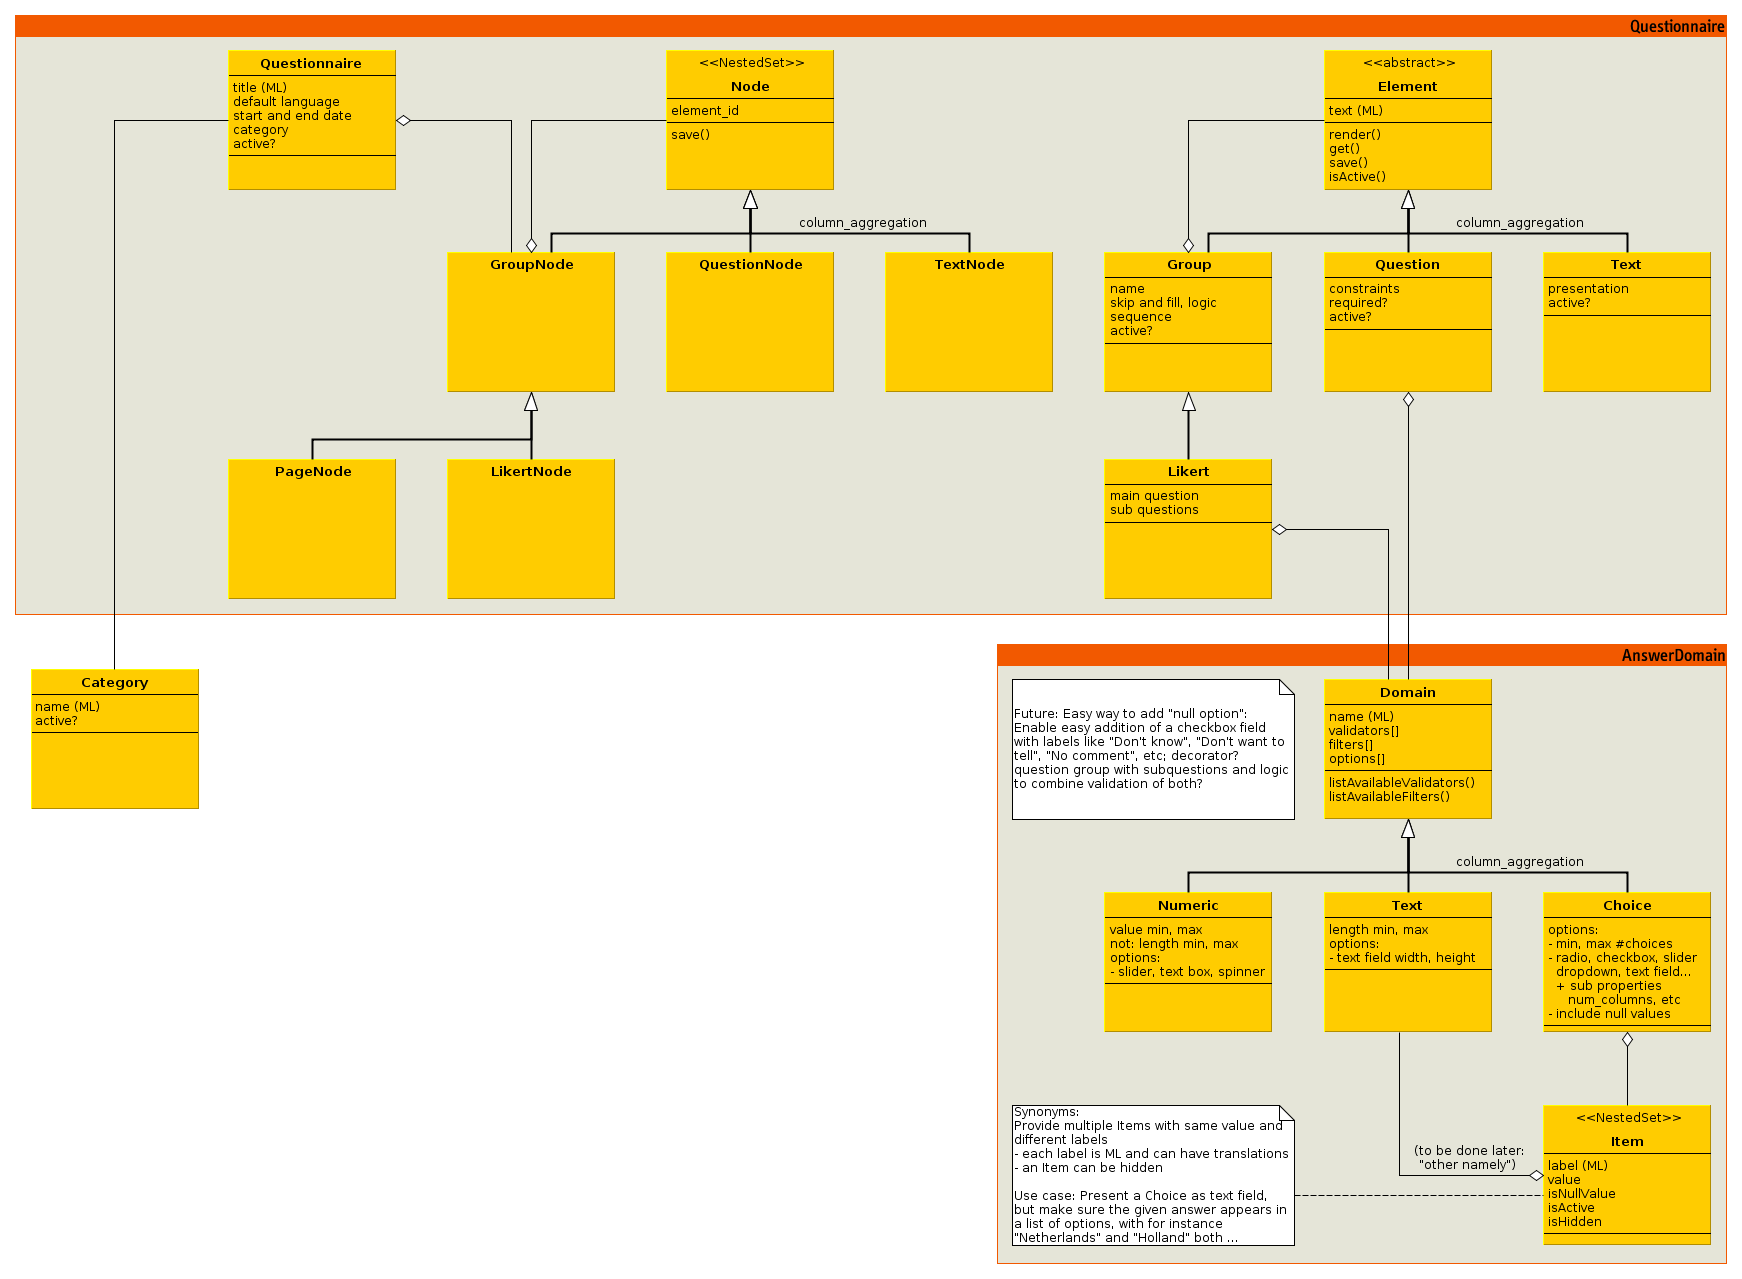 Questionnaire
Questionnaire
title (ML)
default language
start and end date
category
active?
<<NestedSet>>
Node
element_id
save()
<<abstract>>
Element
text (ML)
render()
get()
save()
isActive()
column_aggregation
column_aggregation
GroupNode
QuestionNode
TextNode
Group
name
skip and fill, logic
sequence
active?
Question
constraints
required?
active?
Text
presentation
active?
PageNode
LikertNode
Likert
main question
sub questions
AnswerDomain
Category
name (ML)
active?
Future: Easy way to add "null option":
Enable easy addition of a checkbox field
with labels like "Don't know", "Don't want to
tell", "No comment", etc; decorator?
question group with subquestions and logic
to combine validation of both?
Domain
name (ML)
validators[]
filters[]
options[]
listAvailableValidators()
listAvailableFilters()
column_aggregation
Numeric
value min, max
not: length min, max
options:
- slider, text box, spinner
Text
length min, max
options:
- text field width, height
Choice
options:
- min, max #choices
- radio, checkbox, slider
dropdown, text field...
+ sub properties
num_columns, etc
- include null values
Synonyms:
Provide multiple Items with same value and
different labels
- each label is ML and can have translations
- an Item can be hidden
Use case: Present a Choice as text field,
but make sure the given answer appears in
a list of options, with for instance
"Netherlands" and "Holland" both ...
(to be done later:
"other namely")
<<NestedSet>>
Item
label (ML)
value
isNullValue
isActive
isHidden